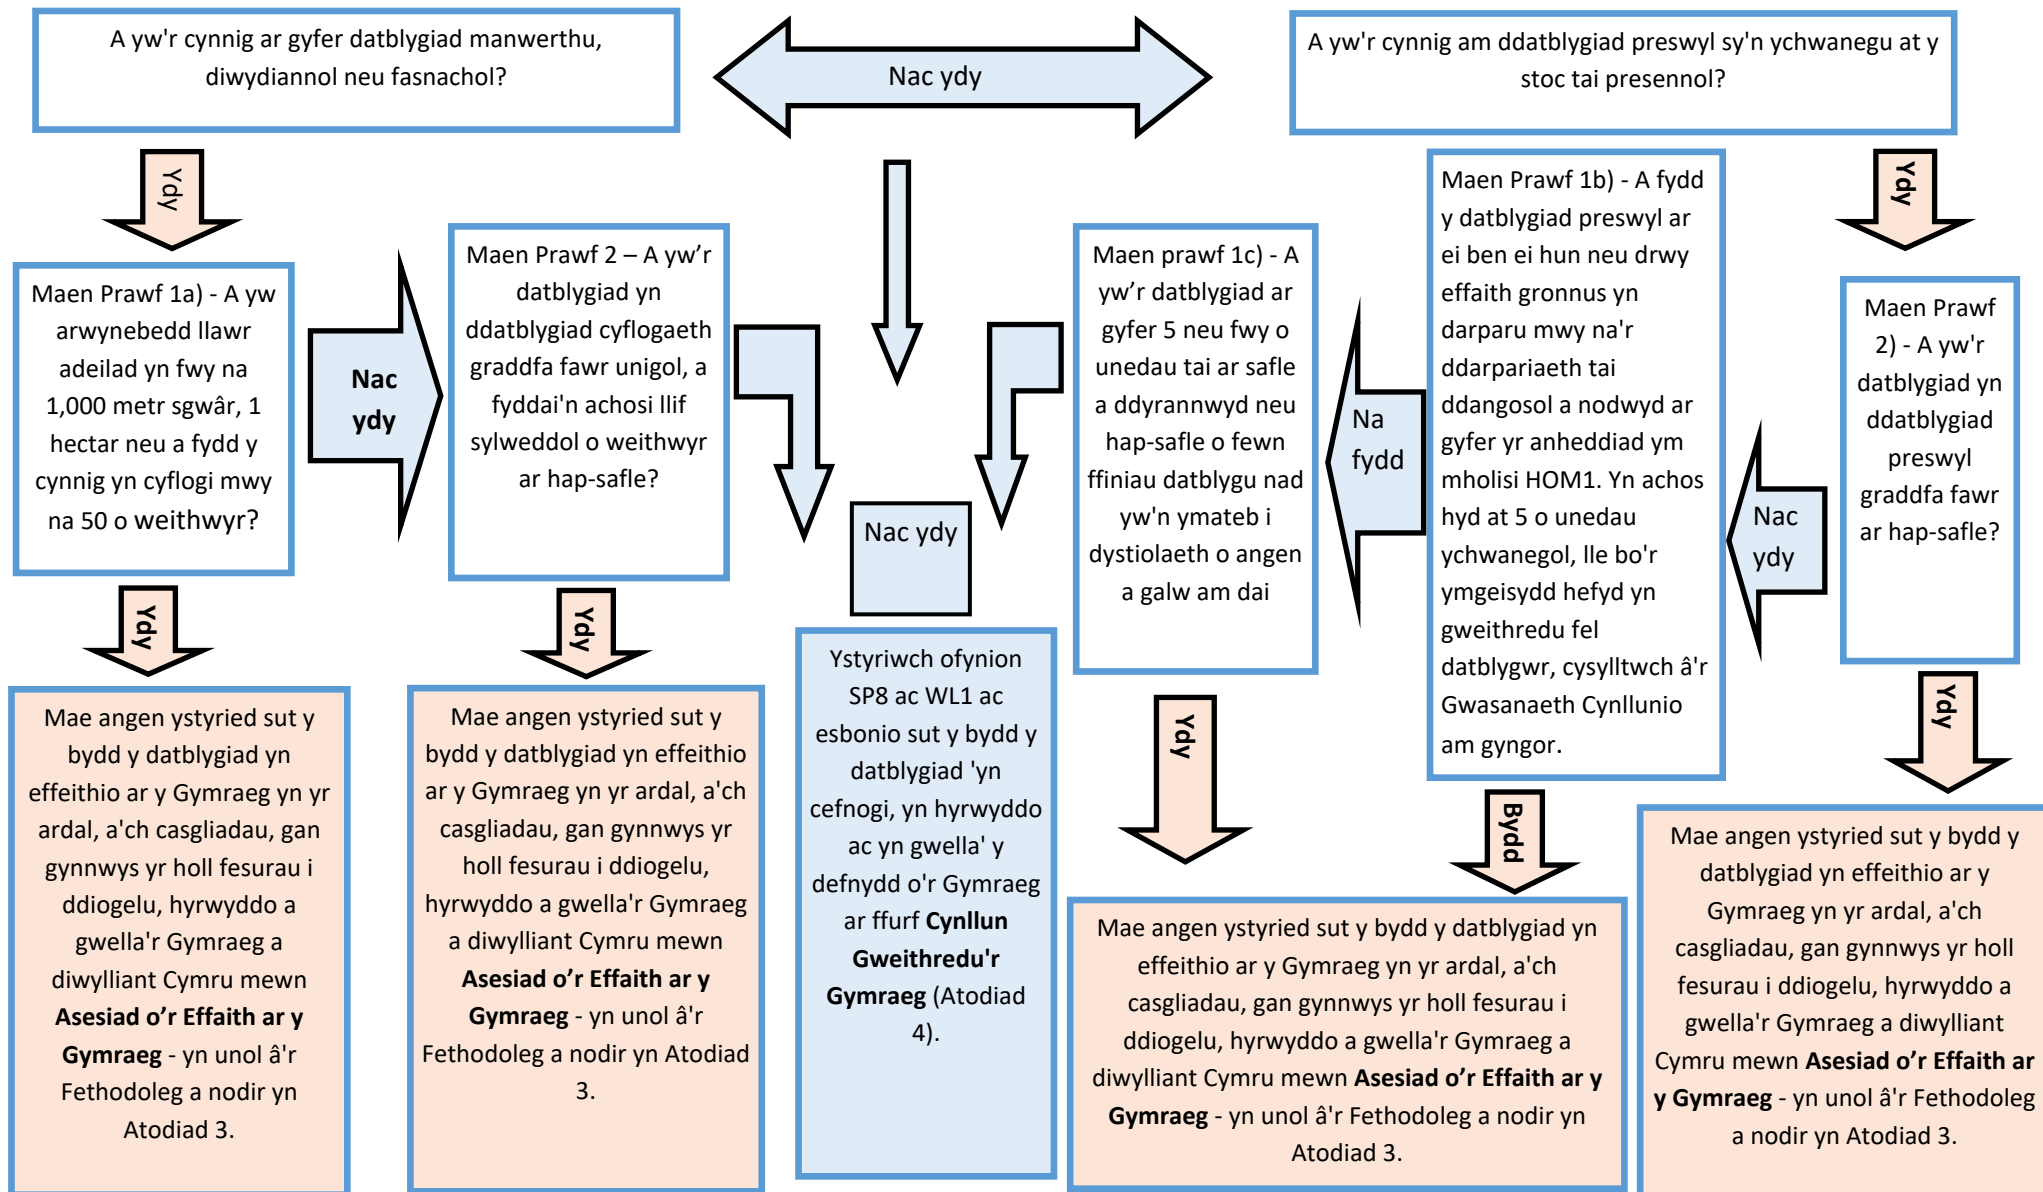 A yw'r cynnig ar gyfer datblygiad manwerthu,
diwydiannol neu fasnachol?
Nac ydy
A yw'r cynnig am ddatblygiad preswyl sy'n ychwanegu at y
stoc tai presennol?
Ydy
Ydy
Maen Prawf 1a) - A yw
arwynebedd llawr
adeilad yn fwy na
1,000 metr sgwâr, 1
hectar neu a fydd y
cynnig yn cyflogi mwy
na 50 o weithwyr?
Nac
ydy
Maen Prawf 2 – A yw’r
datblygiad yn
ddatblygiad cyflogaeth
graddfa fawr unigol, a
fyddai'n achosi llif
sylweddol o weithwyr
ar hap-safle?
Nac ydy
Maen prawf 1c) - A
yw’r datblygiad ar
gyfer 5 neu fwy o
unedau tai ar safle
a ddyrannwyd neu
hap-safle o fewn
ffiniau datblygu nad
yw'n ymateb i
dystiolaeth o angen
a galw am dai
Na
fydd
Maen Prawf 1b) - A fydd
y datblygiad preswyl ar
ei ben ei hun neu drwy
effaith gronnus yn
darparu mwy na'r
ddarpariaeth tai
ddangosol a nodwyd ar
gyfer yr anheddiad ym
mholisi HOM1. Yn achos
hyd at 5 o unedau
ychwanegol, lle bo'r
ymgeisydd hefyd yn
gweithredu fel
datblygwr, cysylltwch â'r
Gwasanaeth Cynllunio
am gyngor.
Nac
ydy
Maen Prawf
2) - A yw'r
datblygiad yn
ddatblygiad
preswyl
graddfa fawr
ar hap-safle?
Ydy
Ydy
Ydy
Bydd
Ydy
Mae angen ystyried sut y
bydd y datblygiad yn
effeithio ar y Gymraeg yn yr
ardal, a'ch casgliadau, gan
gynnwys yr holl fesurau i
ddiogelu, hyrwyddo a
gwella'r Gymraeg a
diwylliant Cymru mewn
Asesiad o’r Effaith ar y
Gymraeg - yn unol â'r
Fethodoleg a nodir yn
Atodiad 3.
Mae angen ystyried sut y
bydd y datblygiad yn effeithio
ar y Gymraeg yn yr ardal, a'ch
casgliadau, gan gynnwys yr
holl fesurau i ddiogelu,
hyrwyddo a gwella'r Gymraeg
a diwylliant Cymru mewn
Asesiad o’r Effaith ar y
Gymraeg - yn unol â'r
Fethodoleg a nodir yn Atodiad
3.
Ystyriwch ofynion
SP8 ac WL1 ac
esbonio sut y bydd y
datblygiad 'yn
cefnogi, yn hyrwyddo
ac yn gwella' y
defnydd o'r Gymraeg
ar ffurf Cynllun
Gweithredu'r
Gymraeg (Atodiad
4).
Mae angen ystyried sut y bydd y datblygiad yn
effeithio ar y Gymraeg yn yr ardal, a'ch
casgliadau, gan gynnwys yr holl fesurau i
ddiogelu, hyrwyddo a gwella'r Gymraeg a
diwylliant Cymru mewn Asesiad o’r Effaith ar y
Gymraeg - yn unol â'r Fethodoleg a nodir yn
Atodiad 3.
Mae angen ystyried sut y bydd y
datblygiad yn effeithio ar y
Gymraeg yn yr ardal, a'ch
casgliadau, gan gynnwys yr holl
fesurau i ddiogelu, hyrwyddo a
gwella'r Gymraeg a diwylliant
Cymru mewn Asesiad o’r Effaith ar
y Gymraeg - yn unol â'r Fethodoleg
a nodir yn Atodiad 3.